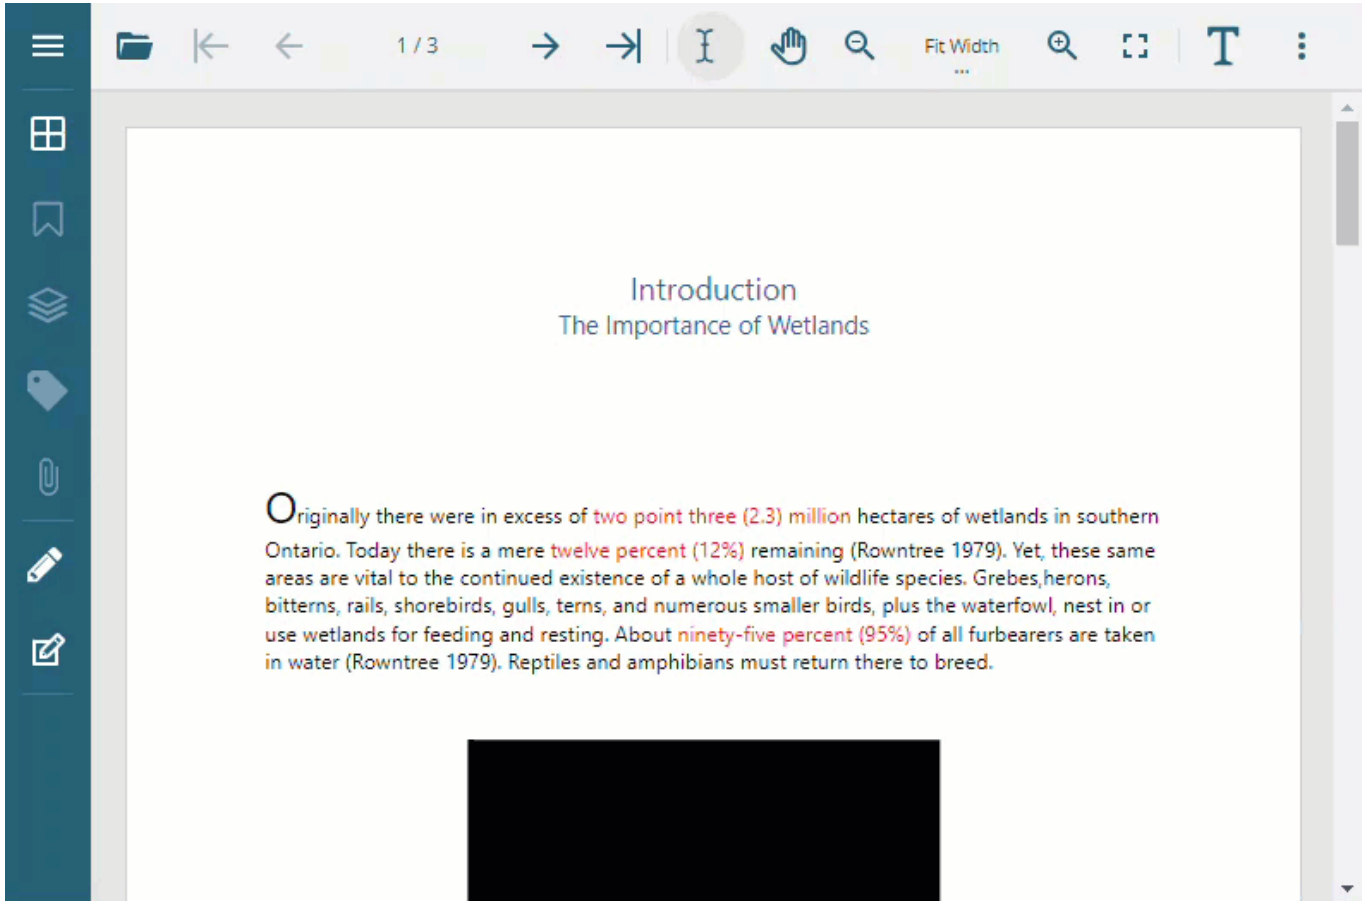 1 / 3
Fit Width
...
T
Introduction
The Importance of Wetlands
Originally there were in excess of two point three (2.3) million hectares of wetlands in southern
Ontario. Today there is a mere twelve percent (12%) remaining (Rowntree 1979). Yet, these same
areas are vital to the continued existence of a whole host of wildlife species. Grebes,herons,
bitterns, rails, shorebirds, gulls, terns, and numerous smaller birds, plus the waterfowl, nest in or
use wetlands for feeding and resting. About ninety-five percent (95%) of all furbearers are taken
in water (Rowntree 1979). Reptiles and amphibians must return there to breed.